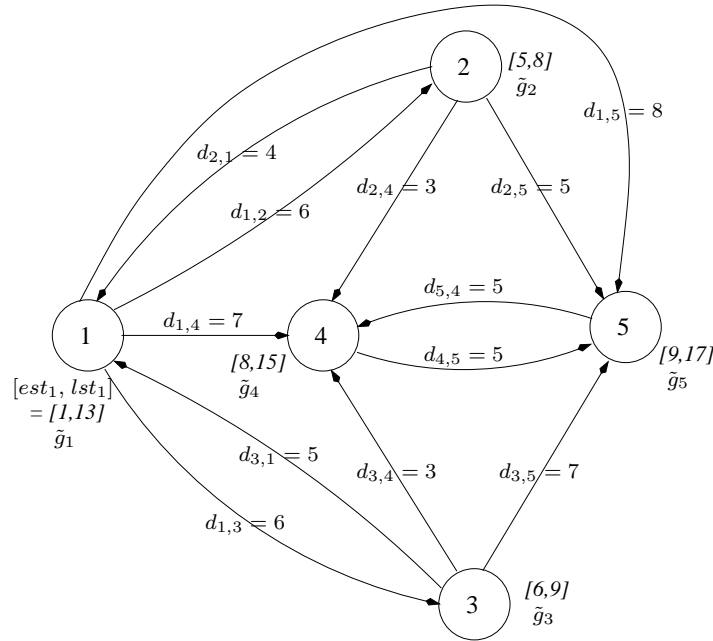 2
[5,8]
g̃₂
d₁,₅ = 8
d₂,₁ = 4
d₂,₄ = 3
d₂,₅ = 5
d₁,₂ = 6
d₅,₄ = 5
1
d₁,₄ = 7
4
5
d₄,₅ = 5
[8,15]
g̃₄
[9,17]
g̃₅
[est₁, lst₁]
= [1,13]
g̃₁
d₃,₁ = 5
d₃,₄ = 3
d₃,₅ = 7
d₁,₃ = 6
3
[6,9]
g̃₃